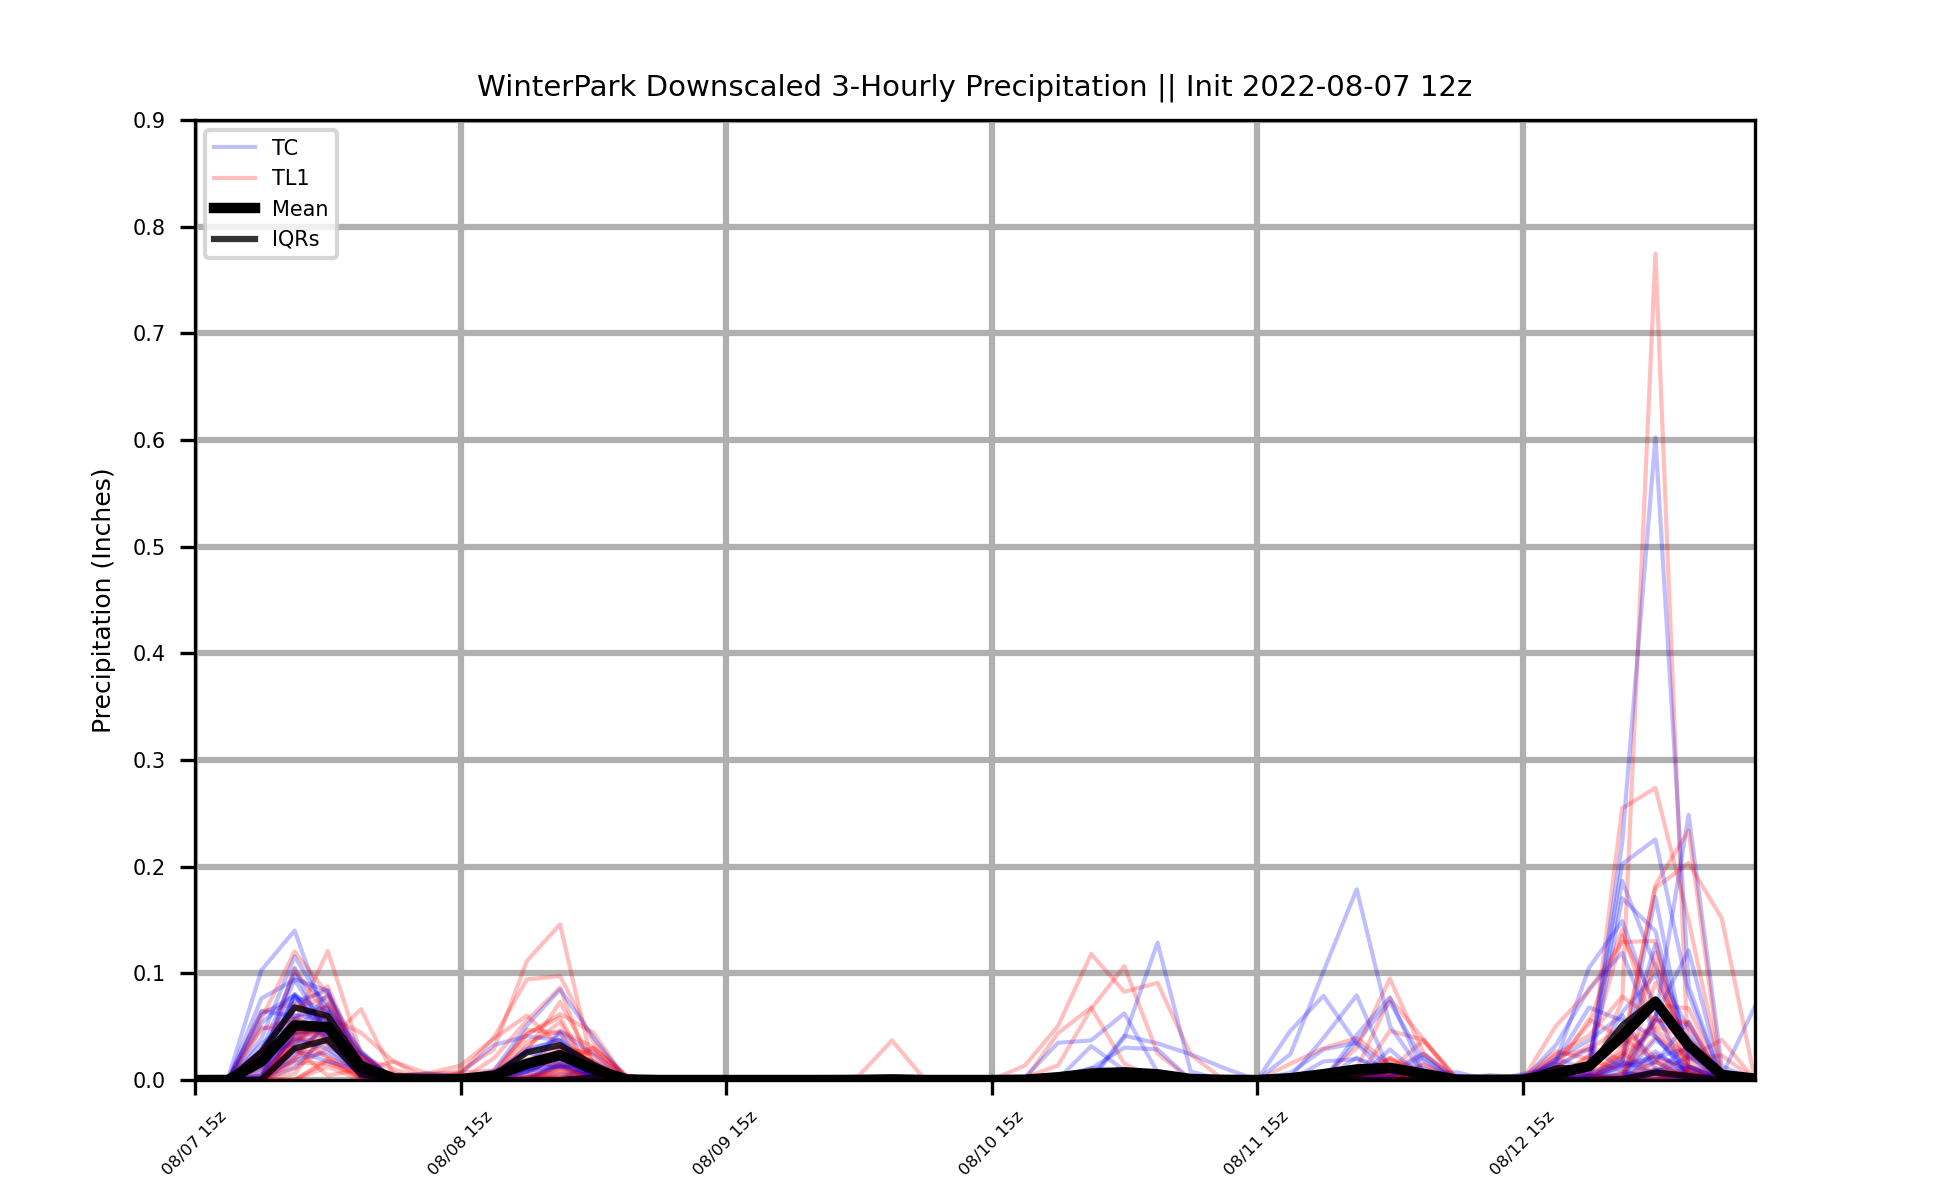 WinterPark Downscaled 3-Hourly Precipitation || Init 2022-08-07 12z
Precipitation (Inches)
0.9
0.8
0.7
0.6
0.5
0.4
0.3
0.2
0.1
0.0
TC
TL1
Mean
IQRs
08/07 15z
08/08 15z
08/09 15z
08/10 15z
08/11 15z
08/12 15z